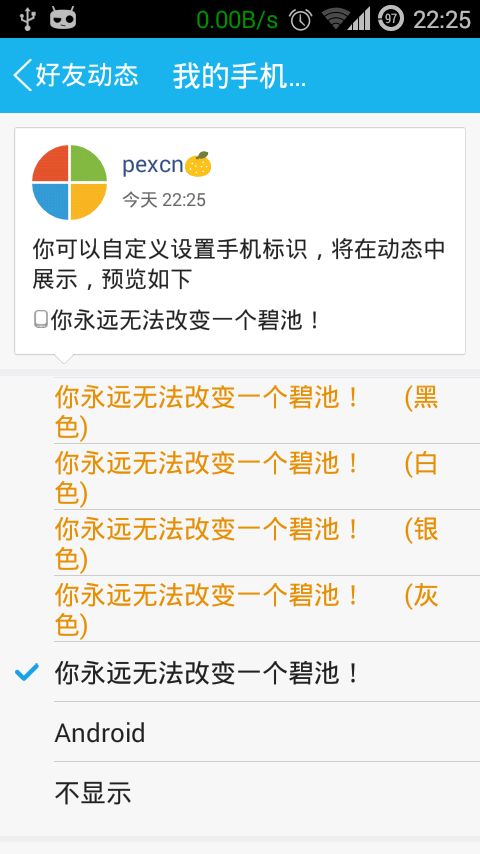 0.00B/s 97 22:25
好友动态 我的手机...
pexcn
今天 22:25
你可以自定义设置手机标识，将在动态中
展示，预览如下
你永远无法改变一个碧池！
你永远无法改变一个碧池！ (黑
色)
你永远无法改变一个碧池！ (白
色)
你永远无法改变一个碧池！ (银
色)
你永远无法改变一个碧池！ (灰
色)
你永远无法改变一个碧池！
Android
不显示